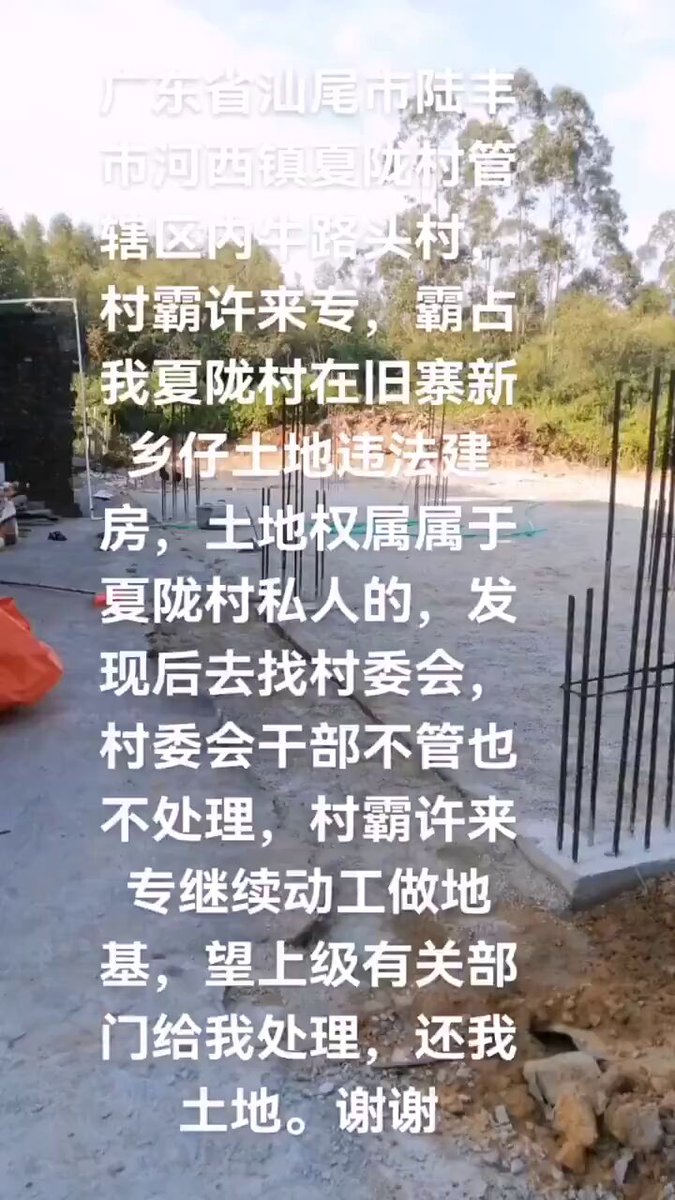 广东省汕尾市陆丰
市河西镇夏陇村管
辖区内牛路头村，
村霸许来专，霸占
我夏陇村在旧寨新
乡仔土地违法建
房，土地权属属于
夏陇村私人的，发
现后去找村委会，
村委会干部不管也
不处理，村霸许来
专继续动工做地
基，望上级有关部
门给我处理，还我
土地。谢谢